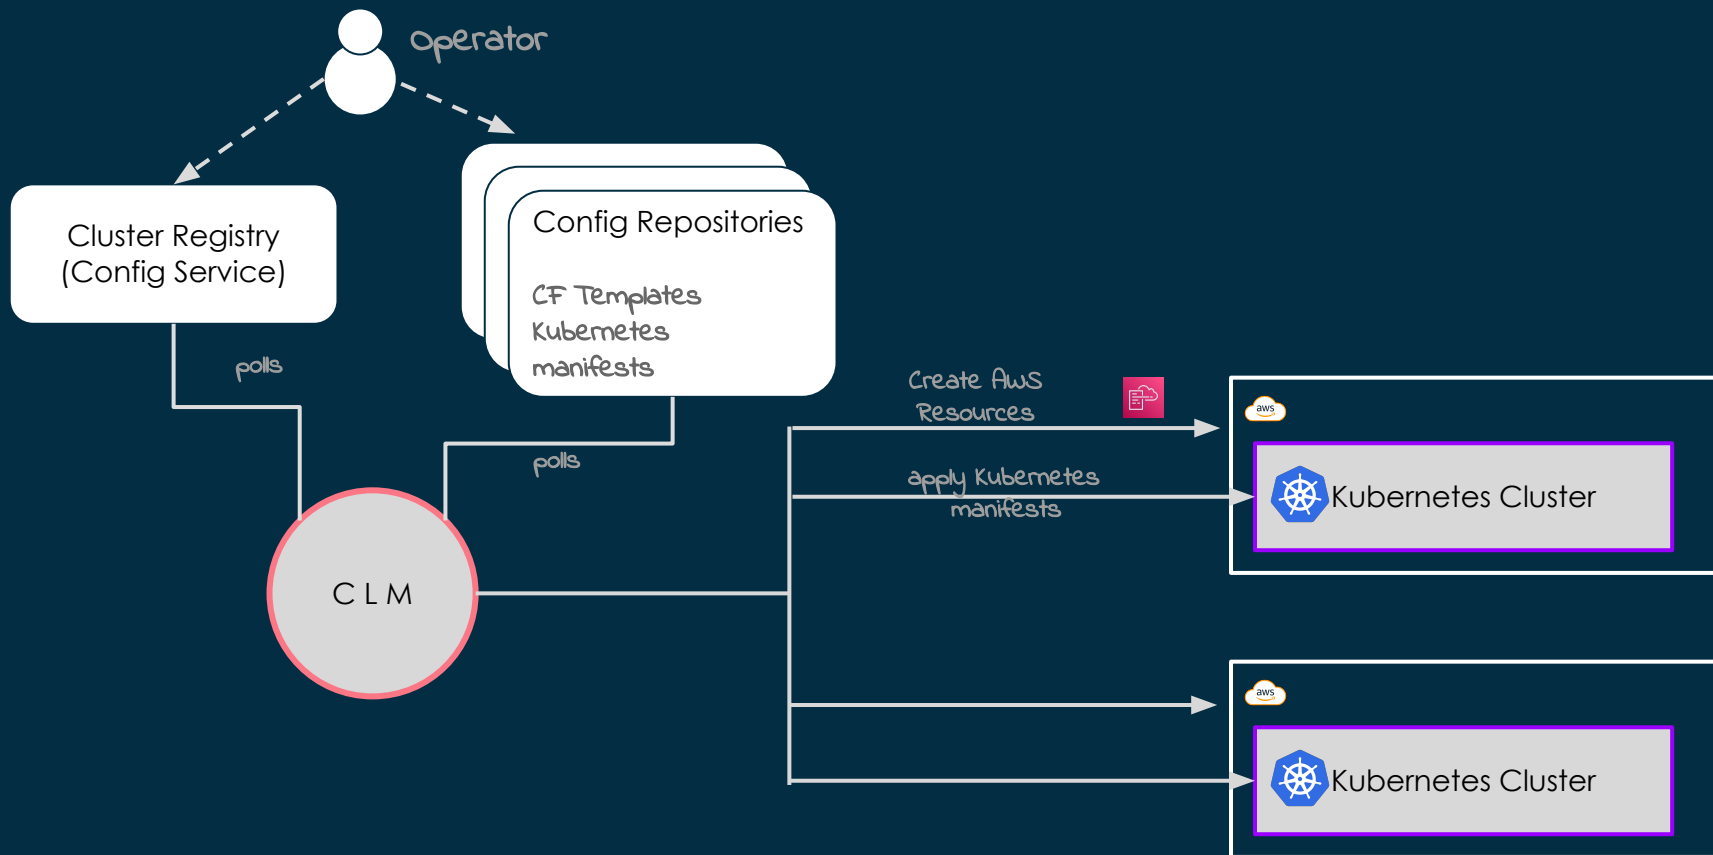 Operator
Cluster Registry
(Config Service)
Config Repositories
CF Templates
Kubernetes
manifests
polls
polls
Create AWS
Resources
apply Kubernetes
manifests
aws
Kubernetes Cluster
C L M
aws
Kubernetes Cluster